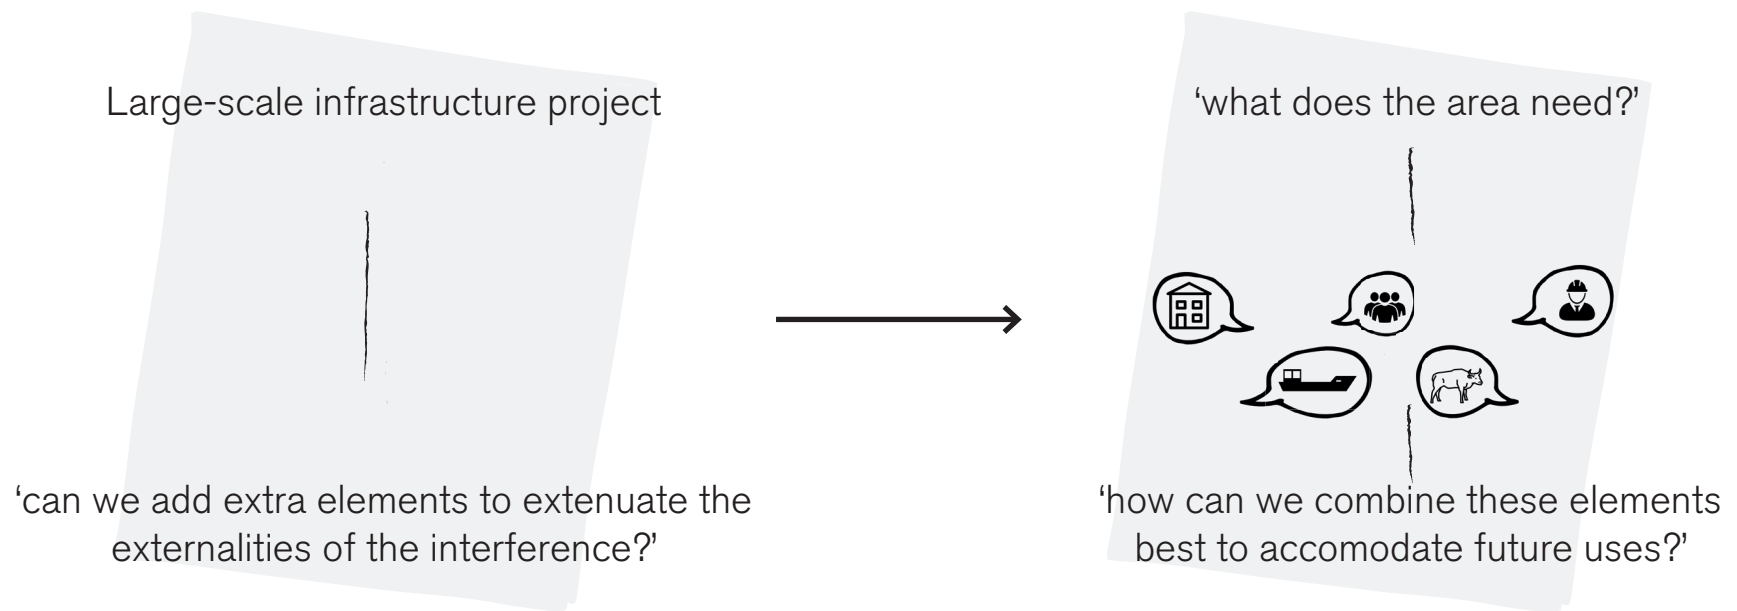 Large-scale infrastructure project
‘can we add extra elements to extenuate the
externalities of the interference?’
‘what does the area need?’
‘how can we combine these elements
best to accomodate future uses?’